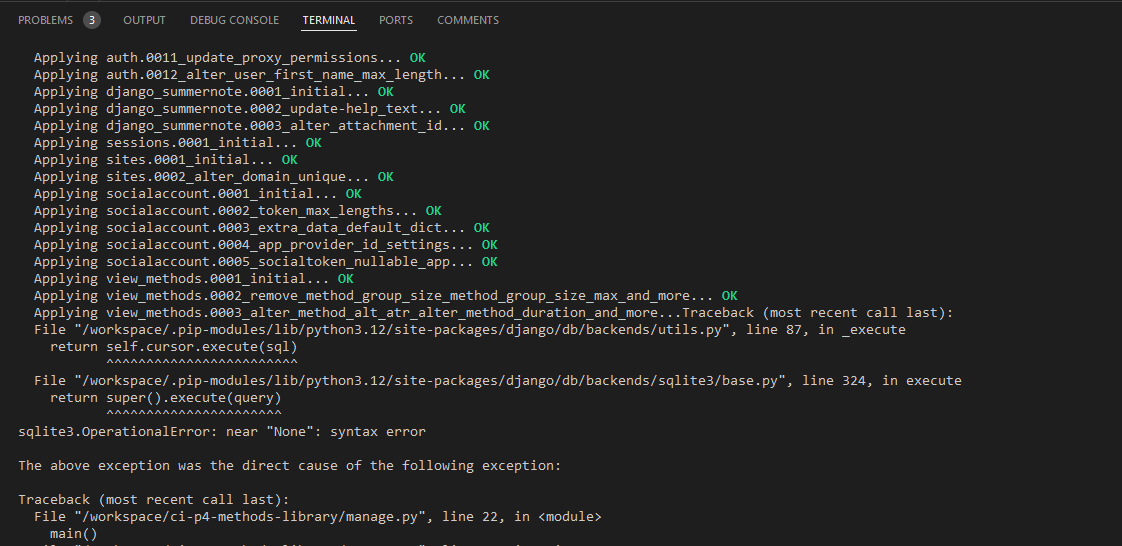 PROBLEMS 3 OUTPUT DEBUG CONSOLE TERMINAL PORTS COMMENTS
Applying auth.0011_update_proxy_permissions... OK
Applying auth.0012_alter_user_first_name_max_length... OK
Applying django_summernote.0001_initial... OK
Applying django_summernote.0002_update-help_text... OK
Applying django_summernote.0003_alter_attachment_id... OK
Applying sessions.0001_initial... OK
Applying sites.0001_initial... OK
Applying sites.0002_alter_domain_unique... OK
Applying socialaccount.0001_initial... OK
Applying socialaccount.0002_token_max_lengths... OK
Applying socialaccount.0003_extra_data_default_dict... OK
Applying socialaccount.0004_app_provider_id_settings... OK
Applying socialaccount.0005_socialtoken_nullable_app... OK
Applying view_methods.0001_initial... OK
Applying view_methods.0002_remove_method_group_size_method_group_size_max_and_more... OK
Applying view_methods.0003_alter_method_alt_atr_alter_method_duration_and_more...Traceback (most recent call last):
File "/workspace/.pip-modules/lib/python3.12/site-packages/django/db/backends/utils.py", line 87, in _execute
return self.cursor.execute(sql)
^^^^^^^^^^^^^^^^^^^^^^^^
File "/workspace/.pip-modules/lib/python3.12/site-packages/django/db/backends/sqlite3/base.py", line 324, in execute
return super().execute(query)
^^^^^^^^^^^^^^^^^^^^^^
sqlite3.OperationalError: near "None": syntax error
The above exception was the direct cause of the following exception:
Traceback (most recent call last):
File "/workspace/ci-p4-methods-library/manage.py", line 22, in <module>
main()